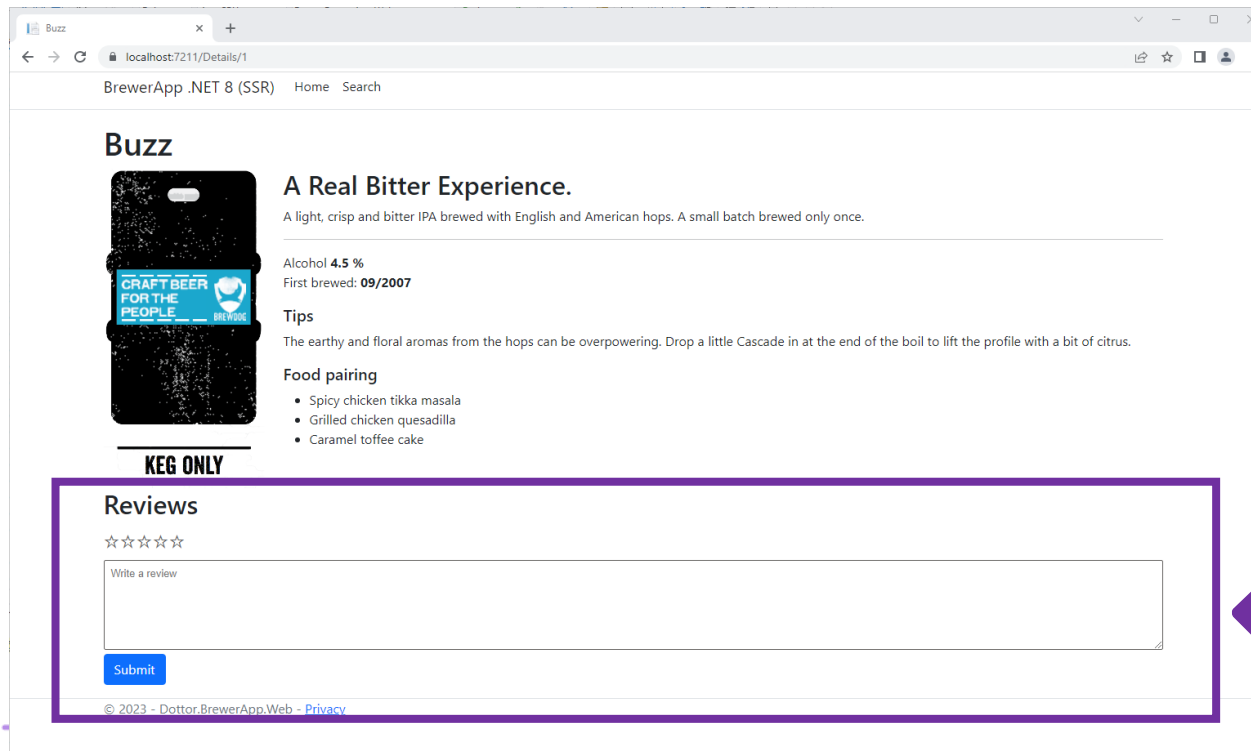 Buzz
localhost:7211/Details/1
BrewerApp .NET 8 (SSR) Home Search
Buzz
A Real Bitter Experience.
A light, crisp and bitter IPA brewed with English and American hops. A small batch brewed only once.
Alcohol 4.5 %
First brewed: 09/2007
CRAFT BEER
FOR THE
PEOPLE
BREWDOG
Tips
The earthy and floral aromas from the hops can be overpowering. Drop a little Cascade in at the end of the boil to lift the profile with a bit of citrus.
Food pairing
Spicy chicken tikka masala
Grilled chicken quesadilla
Caramel toffee cake
KEG ONLY
Reviews
Write a review
Submit
© 2023 - Dottor.BrewerApp.Web - Privacy